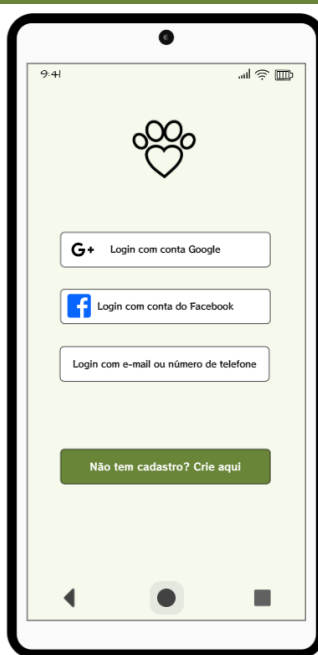 9:41
G+ Login com conta Google
f Login com conta do Facebook
Login com e-mail ou número de telefone
Não tem cadastro? Crie aqui